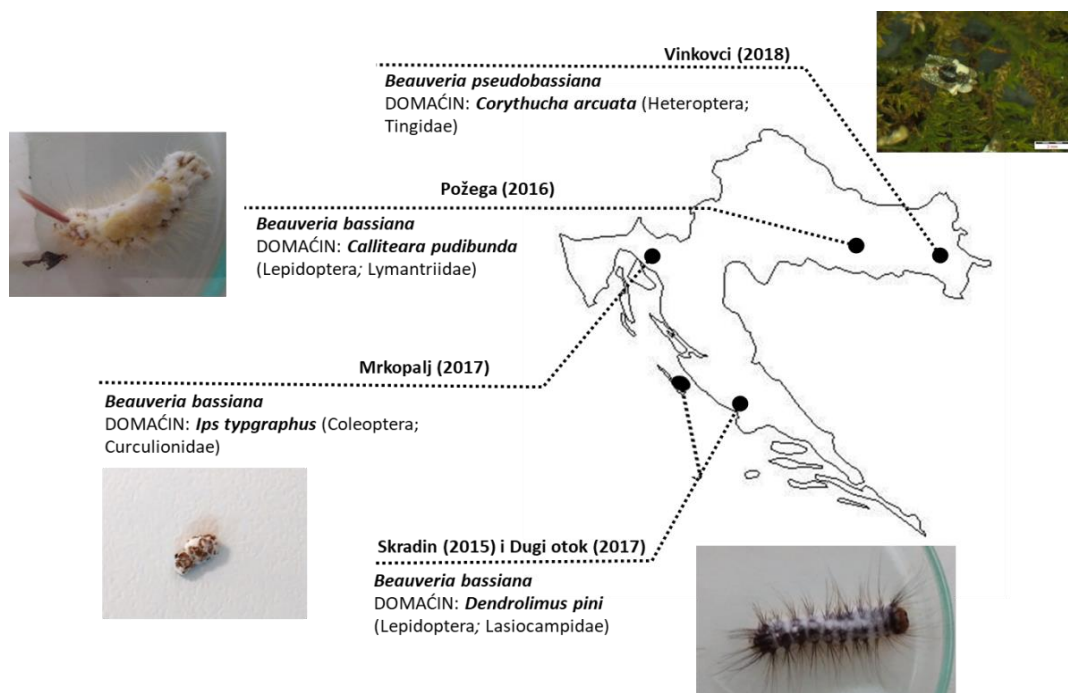 Vinkovci (2018)
Beauveria pseudobassiana
DOMAĆIN: Corythucha arcuata (Heteroptera;
Tingidae)
Požega (2016)
Beauveria bassiana
DOMAĆIN: Calliteara pudibunda
(Lepidoptera; Lymantriidae)
Mrkopalj (2017)
Beauveria bassiana
DOMAĆIN: Ips typgraphus (Coleoptera;
Curculionidae)
Skradin (2015) i Dugi otok (2017)
Beauveria bassiana
DOMAĆIN: Dendrolimus pini
(Lepidoptera; Lasiocampidae)